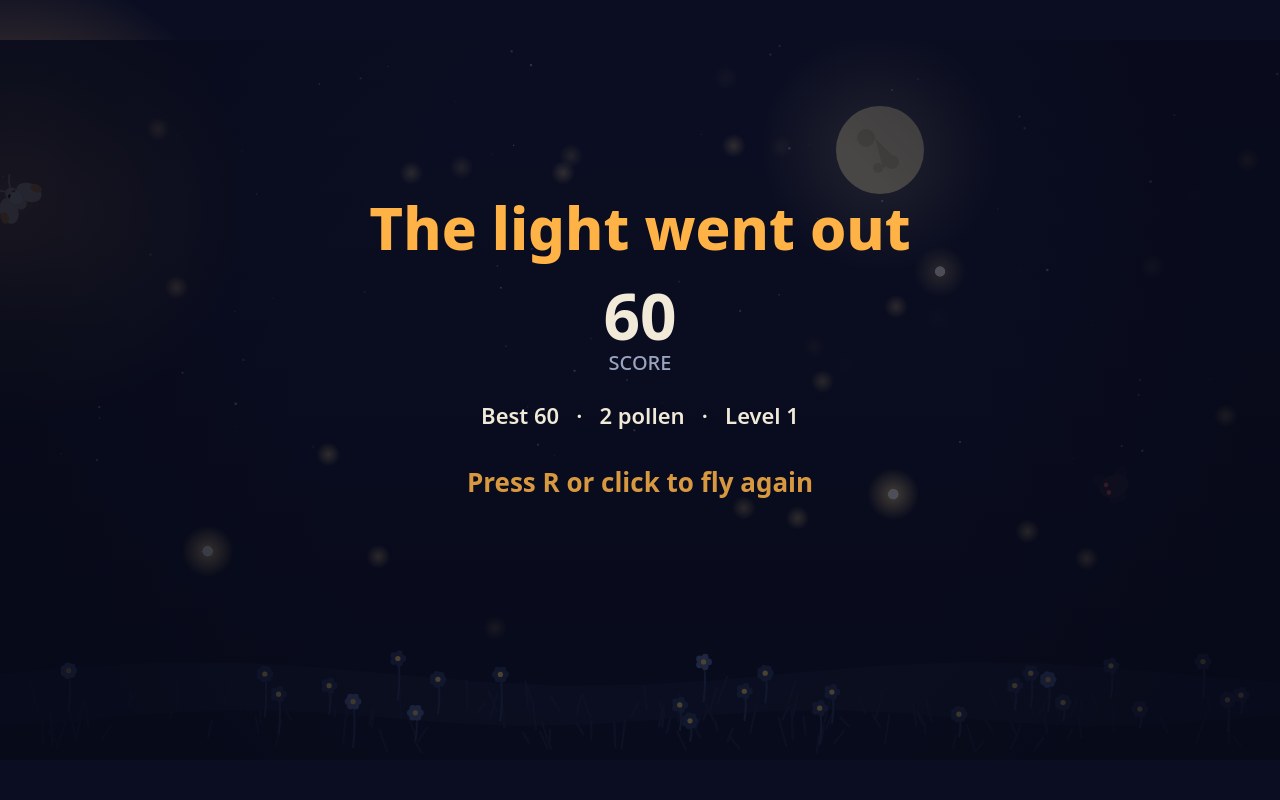 The light went out
60
SCORE
Best 60 · 2 pollen · Level 1
Press R or click to fly again